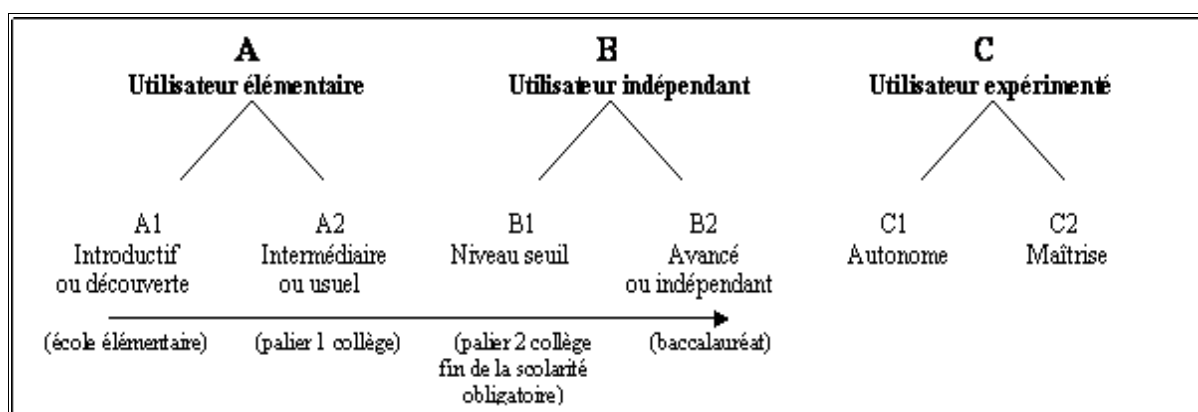 A B C
Utilisateur élémentaire Utilisateur indépendant Utilisateur expérimenté
A1 A2 B1 B2 C1 C2
Introductif Intermédiaire Niveau seuil Avancé Autonome Maîtrise
ou découverte ou usuel ou indépendant
(école élémentaire) (palier 1 collège) (palier 2 collège (baccalauréat)
fin de la scolarité
obligatoire)